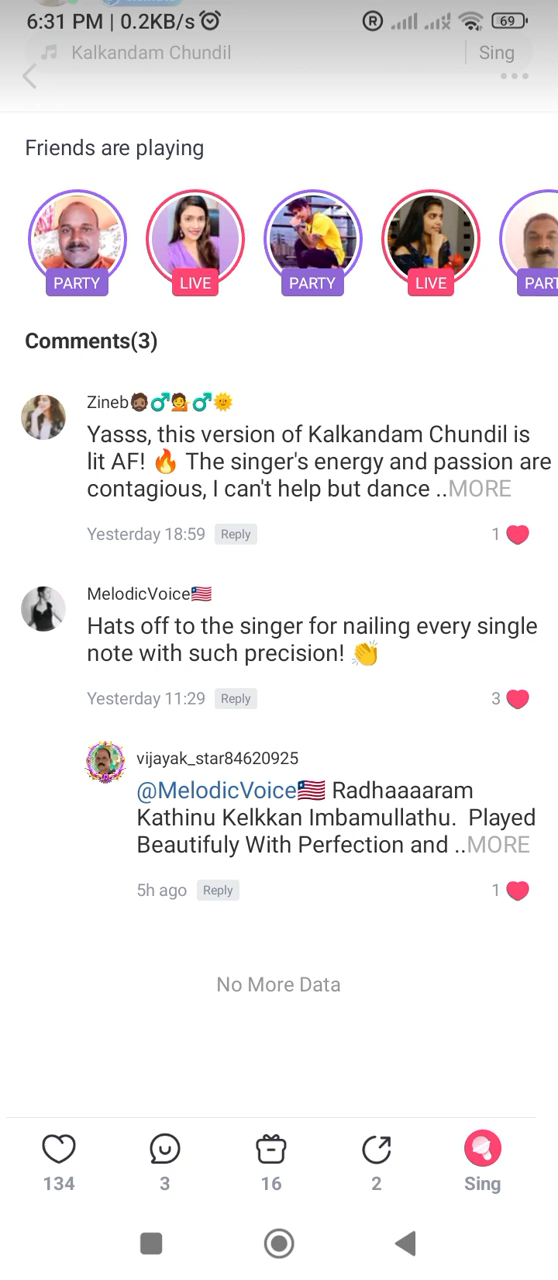 6:31 PM | 0.2KB/s
R
69
Kalkandam Chundil
Sing
Friends are playing
PARTY
LIVE
PARTY
LIVE
PART
Comments(3)
Zineb🧔🏾♂️💁♂️🌞
Yasss, this version of Kalkandam Chundil is
lit AF! 🔥 The singer's energy and passion are
contagious, I can't help but dance ..MORE
Yesterday 18:59 Reply
1
MelodicVoice🇱🇷
Hats off to the singer for nailing every single
note with such precision! 👏
Yesterday 11:29 Reply
3
vijayak_star84620925
@MelodicVoice🇱🇷 Radhaaaaram
Kathinu Kelkkan Imbamullathu. Played
Beautifuly With Perfection and ..MORE
5h ago Reply
1
No More Data
134
3
16
2
Sing